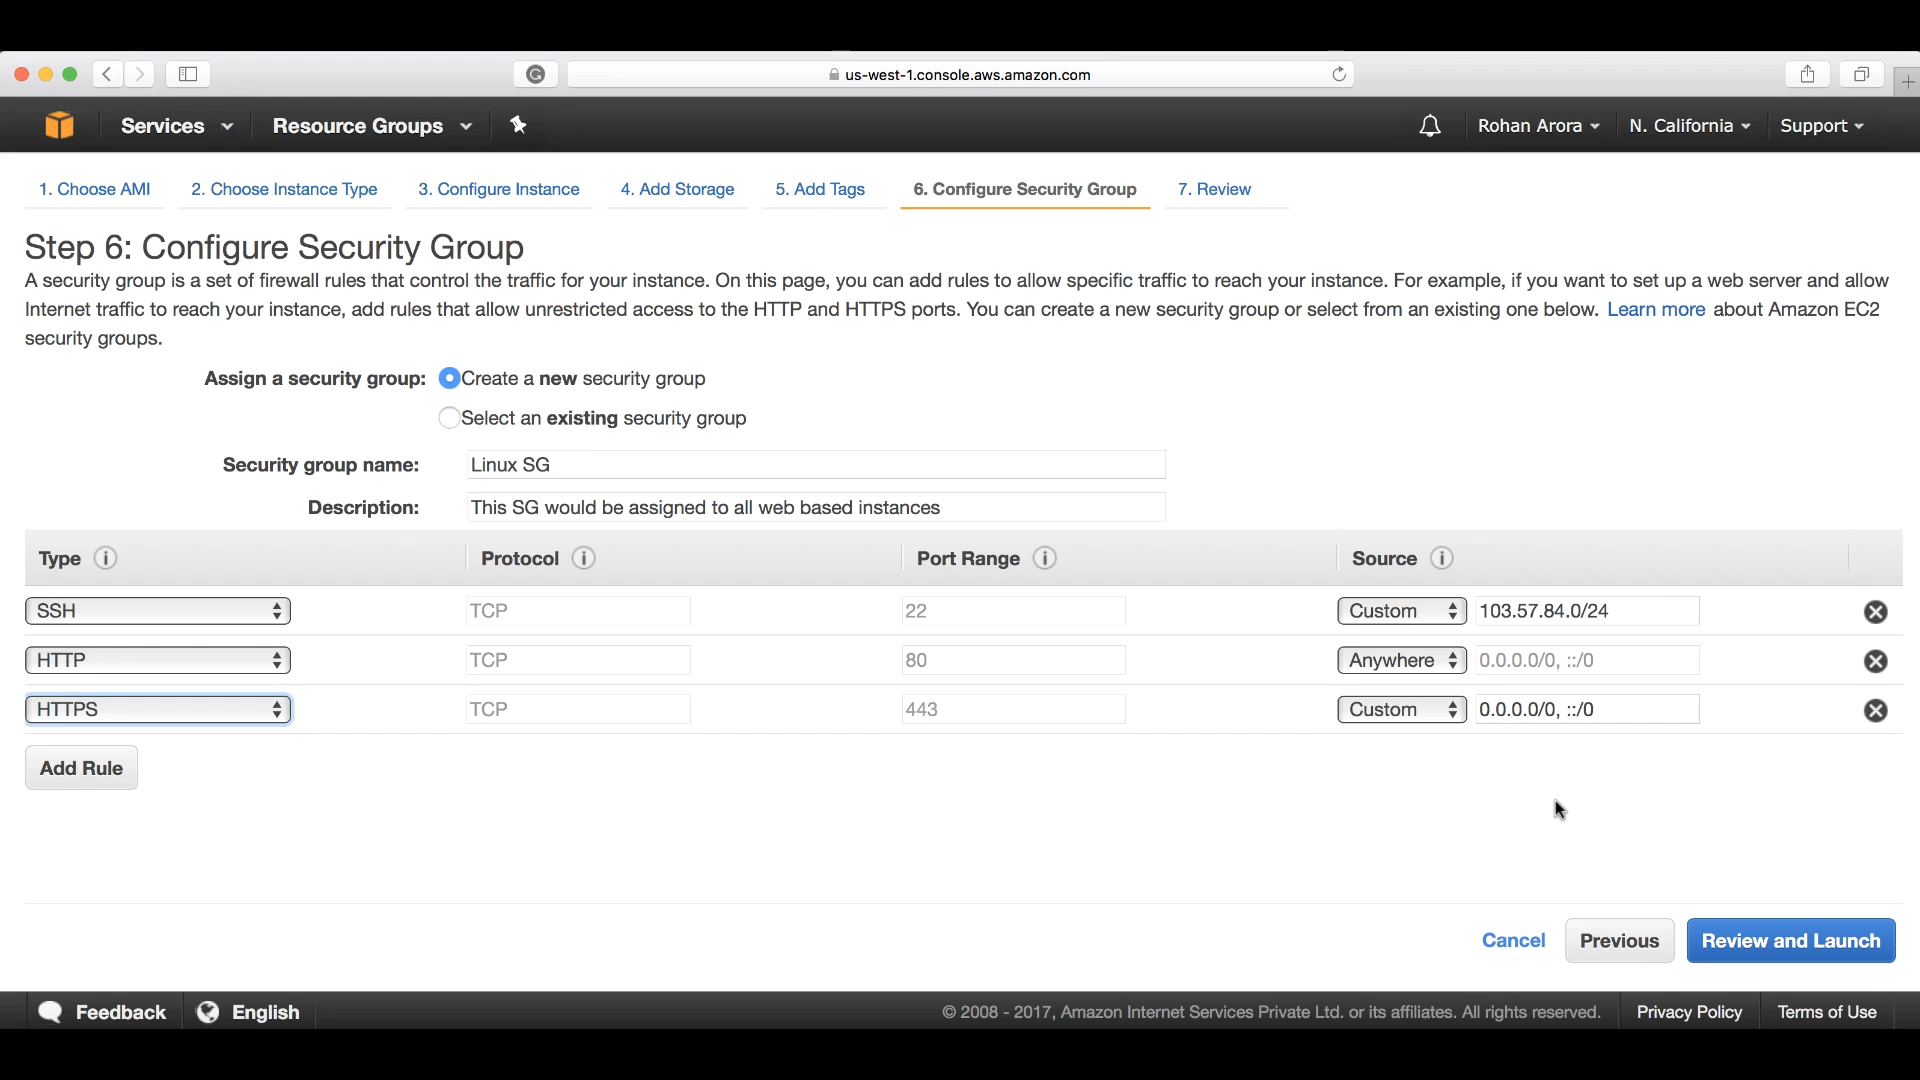 us-west-1.console.aws.amazon.com
Services Resource Groups Rohan Arora N. California Support
1. Choose AMI 2. Choose Instance Type 3. Configure Instance 4. Add Storage 5. Add Tags 6. Configure Security Group 7. Review
Step 6: Configure Security Group
A security group is a set of firewall rules that control the traffic for your instance. On this page, you can add rules to allow specific traffic to reach your instance. For example, if you want to set up a web server and allow
Internet traffic to reach your instance, add rules that allow unrestricted access to the HTTP and HTTPS ports. You can create a new security group or select from an existing one below. Learn more about Amazon EC2
security groups.
Assign a security group: Create a new security group
Select an existing security group
Security group name: Linux SG
Description: This SG would be assigned to all web based instances
Type i Protocol i Port Range i Source i
SSH TCP 22 Custom 103.57.84.0/24
HTTP TCP 80 Anywhere 0.0.0.0/0, ::/0
HTTPS TCP 443 Custom 0.0.0.0/0, ::/0
Add Rule
Cancel Previous Review and Launch
Feedback English © 2008 - 2017, Amazon Internet Services Private Ltd. or its affiliates. All rights reserved. Privacy Policy Terms of Use